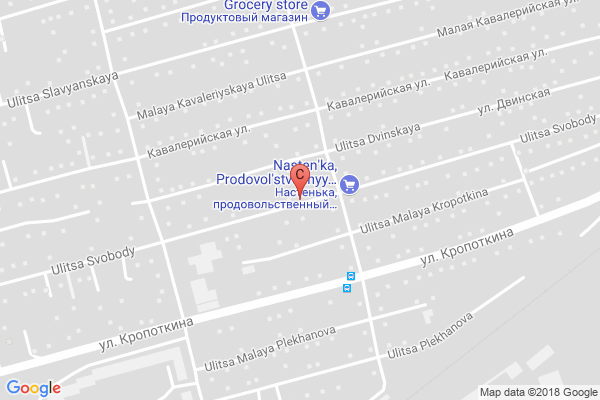 Grocery store
Продуктовый магазин
Малая Кавалерийская ул.
Ulitsa Slavyanskaya
Malaya Kavaleriyskaya Ulitsa
Кавалерийская ул.
Кавалерийская ул.
ул. Двинская
Кавалерийская ул.
Ulitsa Dvinskaya
Ulitsa Svobody
Prodovol'stvennyy…
C
Настенька,
продовольственный…
Ulitsa Malaya Kropotkina
Ulitsa Svobody
ул. Кропоткина
ул. Кропоткина
Ulitsa Malaya Plekhanova
Ulitsa Plekhanova
Google
Map data ©2018 Google